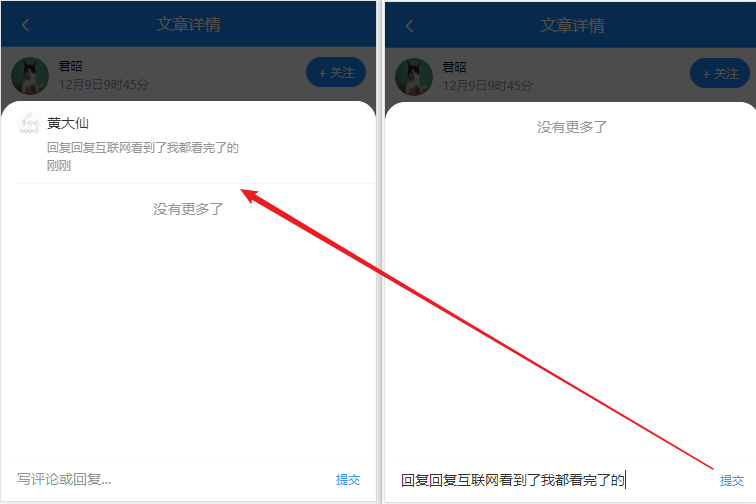 文章详情
君昭
12月9日9时45分
+ 关注
黄大仙
回复回复互联网看到了我都看完了的
刚刚
没有更多了
写评论或回复...
提交
文章详情
君昭
12月9日9时45分
+ 关注
没有更多了
回复回复互联网看到了我都看完了的
提交